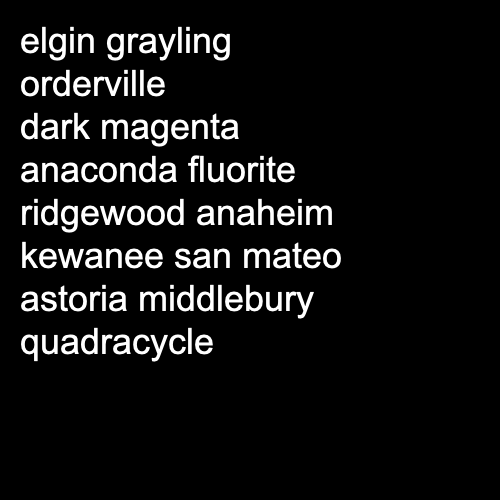 elgin grayling
orderville
dark magenta
anaconda fluorite
ridgewood anaheim
kewanee san mateo
astoria middlebury
quadracycle